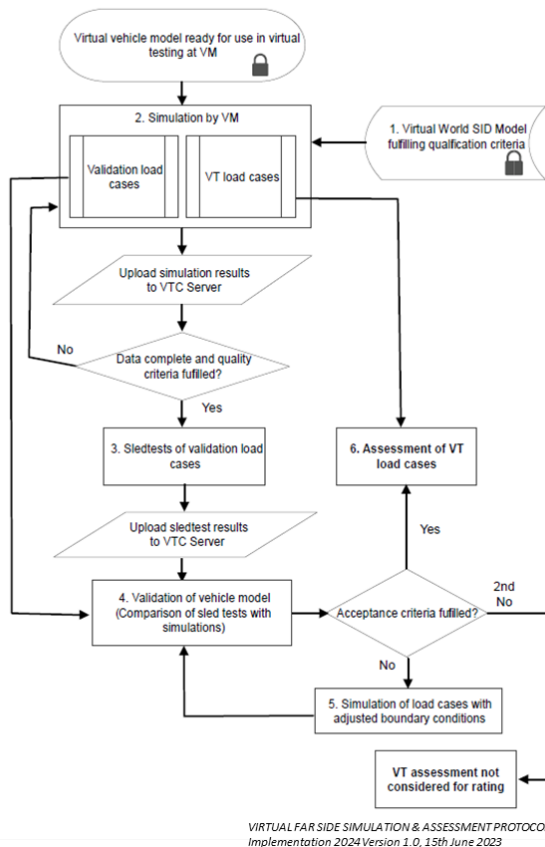 Virtual vehicle model ready for use in virtual
testing at VM
2. Simulation by VM
1. Virtual World SID Model
fulfilling qualfication criteria
Validation load
cases
VT load cases
Upload simulation results
to VTC Server
No
Data complete and quality
criteria fufilled?
Yes
3. Sledtests of validation load
cases
6. Assessment of VT
load cases
Upload sledtest results
to VTC Server
Yes
4. Validation of vehicle model
(Comparison of sled tests with
simulations)
Acceptance criteria fufilled?
2nd
No
No
5. Simulation of load cases with
adjusted boundary conditions
VT assessment not
considered for rating
VIRTUAL FAR SIDE SIMULATION & ASSESSMENT PROTOCO
Implementation 2024 Version 1.0, 15th June 2023